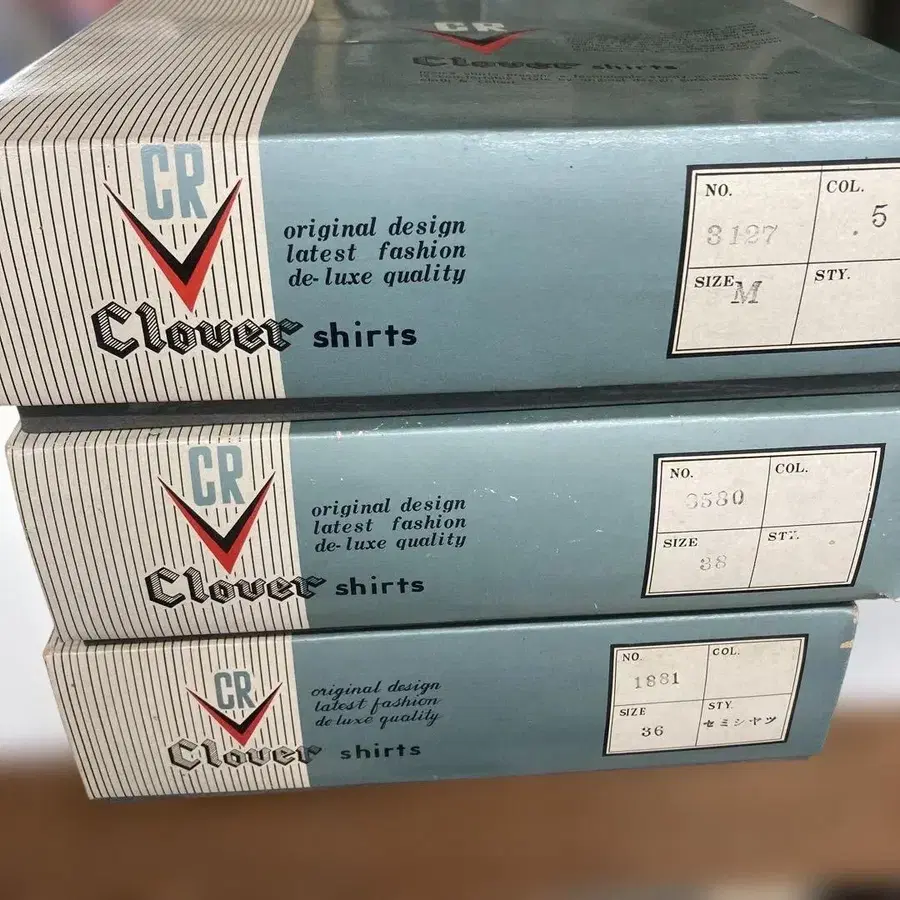 CR
Clover shirts
CR
original design
latest fashion
de-luxe quality
Clover shirts
NO.
3127
COL.
.5
SIZE
M
STY.
CR
original design
latest fashion
de-luxe quality
Clover shirts
NO.
3580
COL.
SIZE
38
STY.
CR
original design
latest fashion
de-luxe quality
Clover shirts
NO.
1881
COL.
SIZE
36
STY.
セミシヤツ